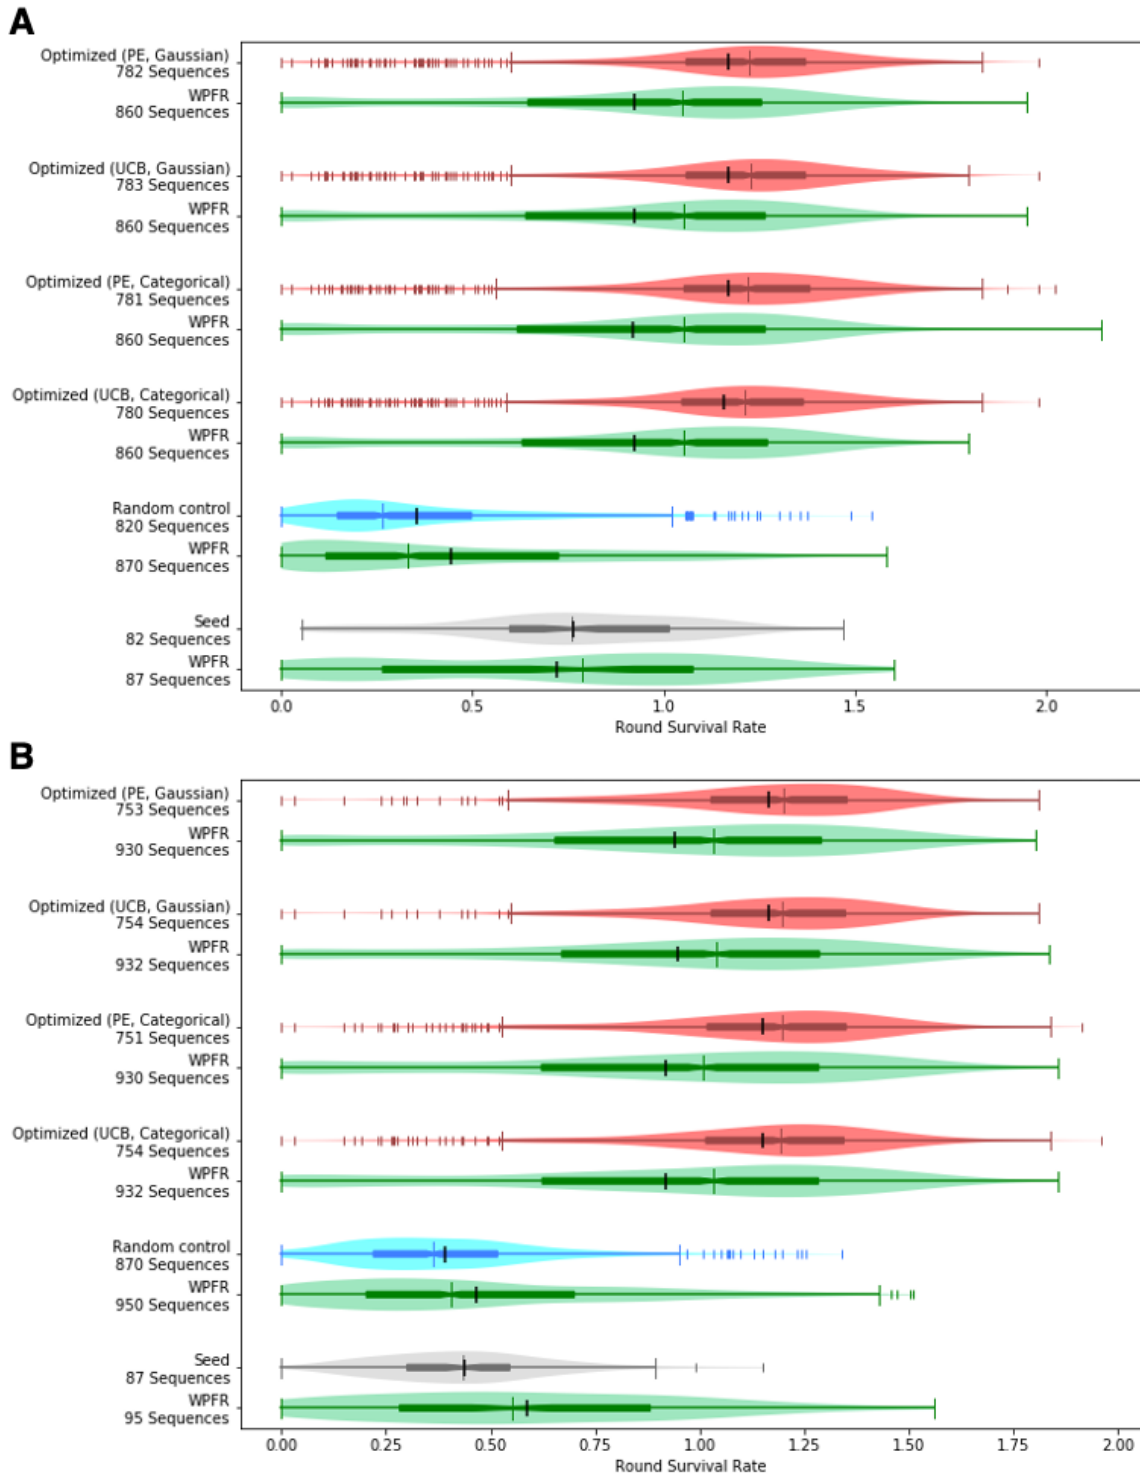 A
Optimized (PE, Gaussian)
782 Sequences
WPFR
860 Sequences
Optimized (UCB, Gaussian)
783 Sequences
WPFR
860 Sequences
Optimized (PE, Categorical)
781 Sequences
WPFR
860 Sequences
Optimized (UCB, Categorical)
780 Sequences
WPFR
860 Sequences
Random control
820 Sequences
WPFR
870 Sequences
Seed
82 Sequences
WPFR
87 Sequences
0.0 0.5 1.0 1.5 2.0
Round Survival Rate
B
Optimized (PE, Gaussian)
753 Sequences
WPFR
930 Sequences
Optimized (UCB, Gaussian)
754 Sequences
WPFR
932 Sequences
Optimized (PE, Categorical)
751 Sequences
WPFR
930 Sequences
Optimized (UCB, Categorical)
754 Sequences
WPFR
932 Sequences
Random control
870 Sequences
WPFR
950 Sequences
Seed
87 Sequences
WPFR
95 Sequences
0.00 0.25 0.50 0.75 1.00 1.25 1.50 1.75 2.00
Round Survival Rate